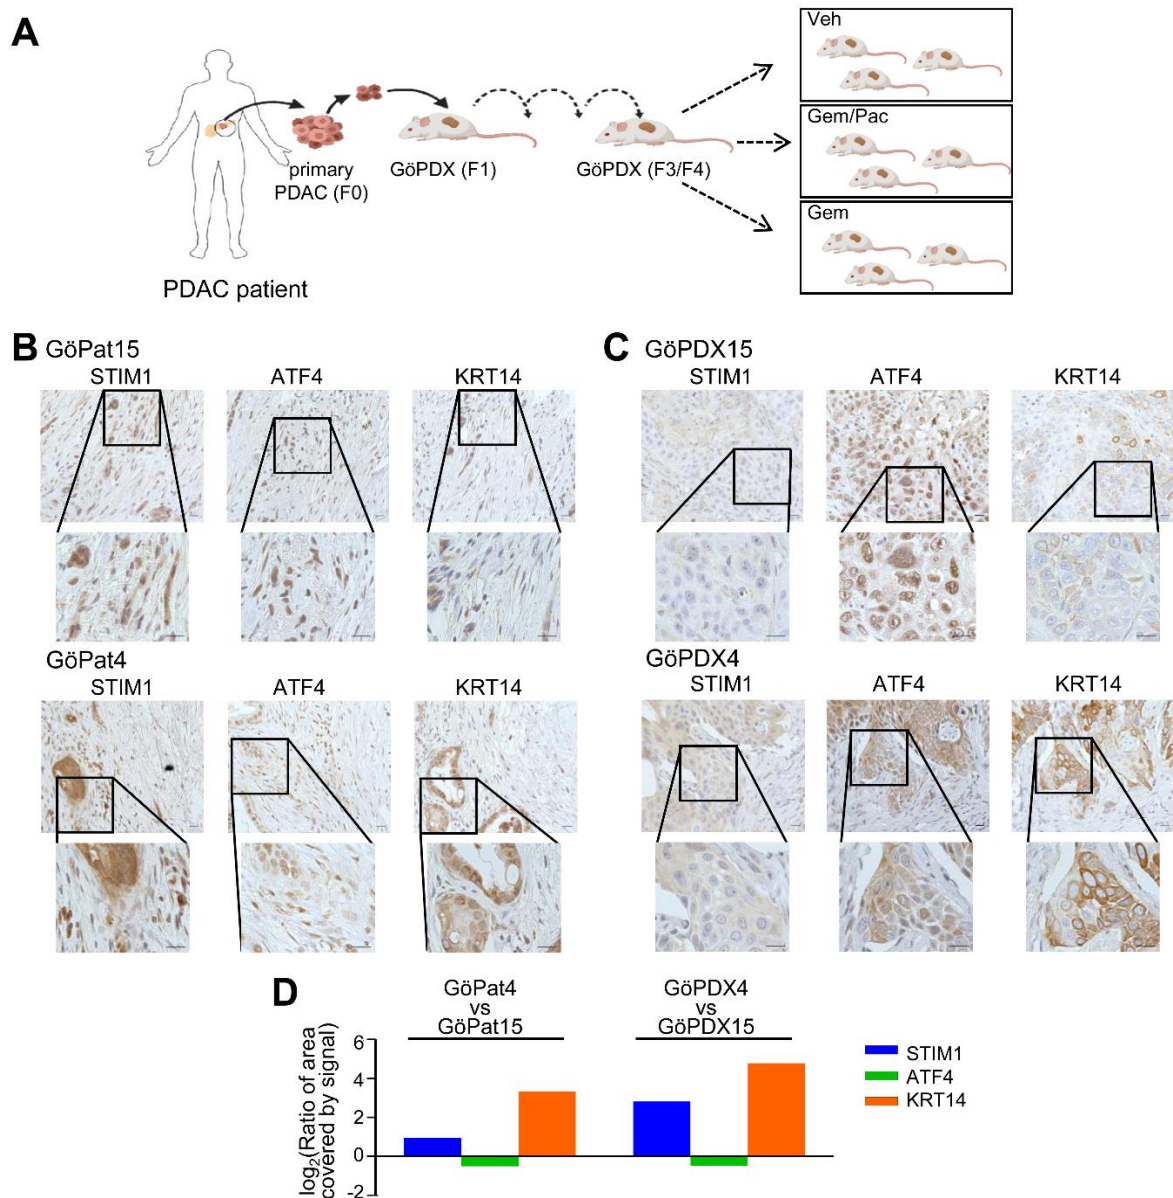 A
primary
PDAC (F0)
GöPDX (F1)
GöPDX (F3/F4)
PDAC patient
Veh
Gem/Pac
Gem
B
GöPat15
STIM1 ATF4 KRT14
GöPat4
STIM1 ATF4 KRT14
C
GöPDX15
STIM1 ATF4 KRT14
GöPDX4
STIM1 ATF4 KRT14
D
GöPat4
vs
GöPat15
GöPDX4
vs
GöPDX15
log₂(Ratio of area
covered by signal)
6
4
2
0
-2
STIM1
ATF4
KRT14